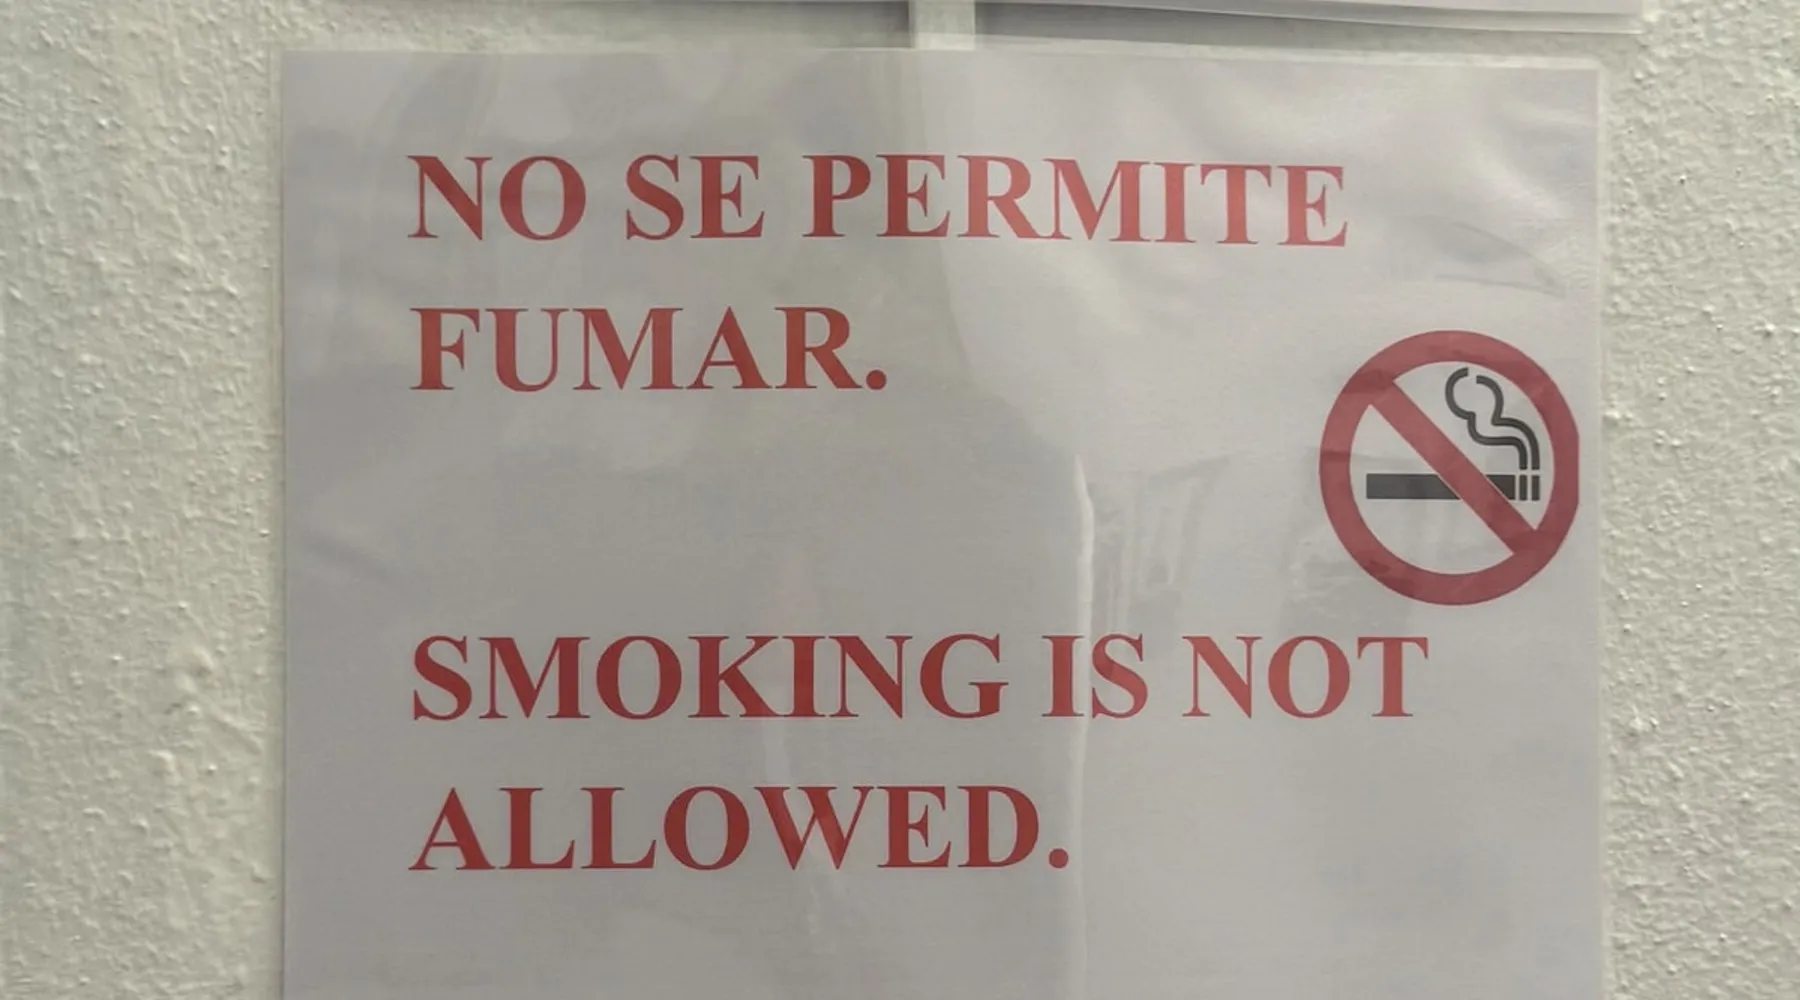 NO SE PERMITE
FUMAR.
SMOKING IS NOT
ALLOWED.